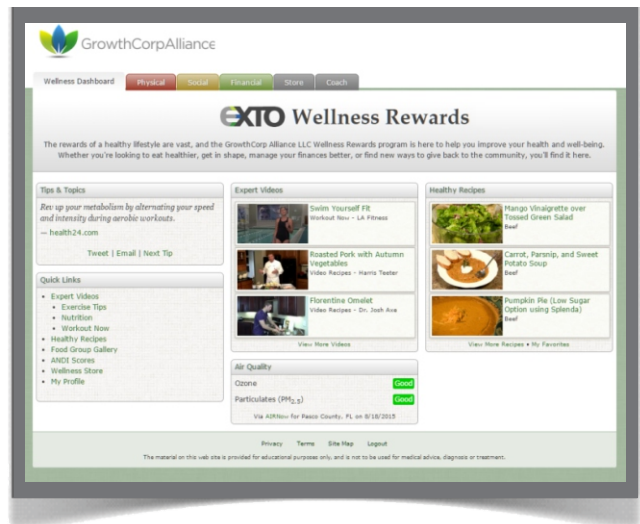 GrowthCorpAlliance
Wellness Dashboard
Physical
Social
Financial
Store
Coach
EXTO Wellness Rewards
The rewards of a healthy lifestyle are vast, and the GrowthCorp Alliance LLC Wellness Rewards program is here to help you improve your health and well-being.
Whether you're looking to eat healthier, get in shape, manage your finances better, or find new ways to give back to the community, you'll find it here.
Tips & Topics
Rev up your metabolism by alternating your speed
and intensity during aerobic workouts.
— health24.com
Tweet | Email | Next Tip
Quick Links
• Expert Videos
• Exercise Tips
• Nutrition
• Workout Now
• Healthy Recipes
• Food Group Gallery
• ANDI Scores
• Wellness Store
• My Profile
Expert Videos
Swim Yourself Fit
Workout Now - LA Fitness
Roasted Pork with Autumn
Vegetables
Video Recipes - Harris Teeter
Florentine Omelet
Video Recipes - Dr. Josh Axe
View More Videos
Air Quality
Ozone
Good
Particulates (PM2.5)
Good
Via AIRNow for Pasco County, FL on 6/18/2015
Healthy Recipes
Mango Vinaigrette over
Tossed Green Salad
Beef
Carrot, Parsnip, and Sweet
Potato Soup
Beef
Pumpkin Pie (Low Sugar
Option using Splenda)
Beef
View More Recipes • My Favorites
Privacy Terms Site Map Logout
The material on this web site is provided for educational purposes only, and is not to be used for medical advice, diagnosis or treatment.